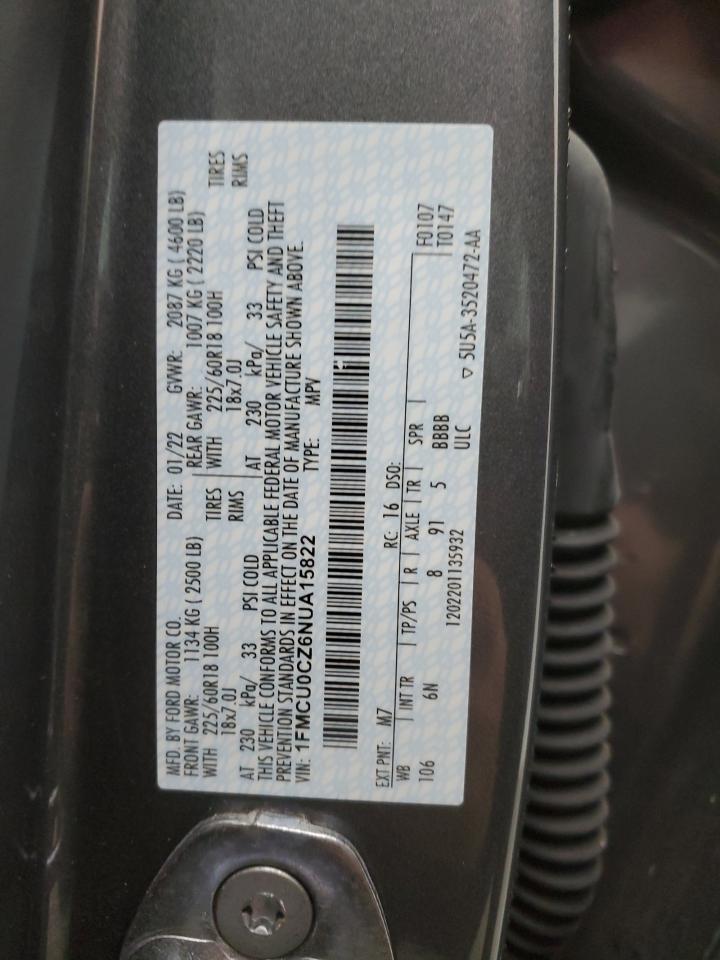 MFD. BY FORD MOTOR CO. DATE: 01/22 GVWR: 2087 KG ( 4600 LB)
FRONT GAWR: 1134 KG ( 2500 LB) REAR GAWR: 1007 KG ( 2220 LB)
WITH 225/60R18 100H TIRES WITH 225/60R18 100H TIRES
18x7.0J RIMS 18x7.0J RIMS
AT 230 kPa/ 33 PSI COLD AT 230 kPa/ 33 PSI COLD
THIS VEHICLE CONFORMS TO ALL APPLICABLE FEDERAL MOTOR VEHICLE SAFETY AND THEFT
PREVENTION STANDARDS IN EFFECT ON THE DATE OF MANUFACTURE SHOWN ABOVE.
VIN: 1FMCU0CZ6NUA15822 TYPE: MPV
EXT PNT: M7 RC: 16 DSO:
WB INT TR TP/PS R AXLE TR SPR F0107
106 6N 8 91 5 BBBB T0147
1202201135932 ULC ▽ 5U5A-3520472-AA